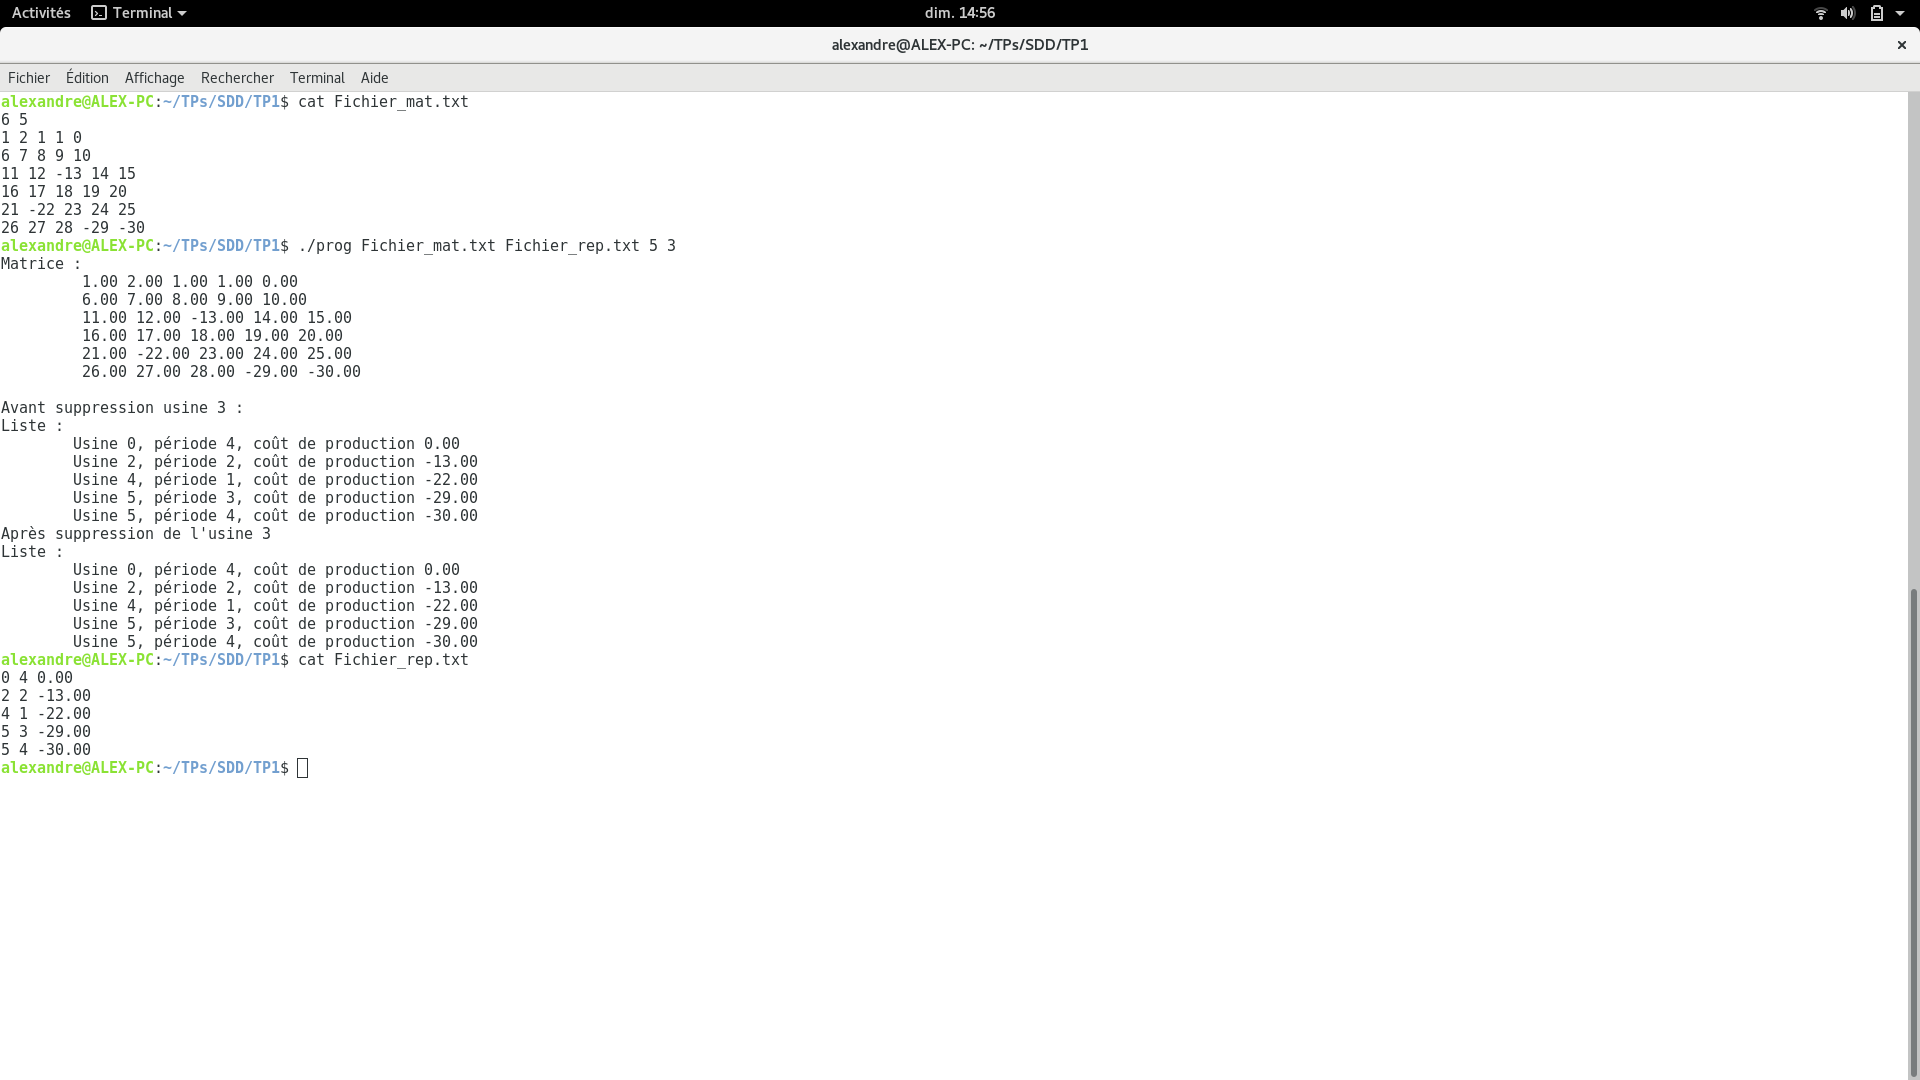 Activités Terminal dim. 14:56
alexandre@ALEX-PC: ~/TPs/SDD/TP1 ×
Fichier Édition Affichage Rechercher Terminal Aide
alexandre@ALEX-PC:~/TPs/SDD/TP1$ cat Fichier_mat.txt
6 5
1 2 1 1 0
6 7 8 9 10
11 12 -13 14 15
16 17 18 19 20
21 -22 23 24 25
26 27 28 -29 -30
alexandre@ALEX-PC:~/TPs/SDD/TP1$ ./prog Fichier_mat.txt Fichier_rep.txt 5 3
Matrice :
1.00 2.00 1.00 1.00 0.00
6.00 7.00 8.00 9.00 10.00
11.00 12.00 -13.00 14.00 15.00
16.00 17.00 18.00 19.00 20.00
21.00 -22.00 23.00 24.00 25.00
26.00 27.00 28.00 -29.00 -30.00
Avant suppression usine 3 :
Liste :
Usine 0, période 4, coût de production 0.00
Usine 2, période 2, coût de production -13.00
Usine 4, période 1, coût de production -22.00
Usine 5, période 3, coût de production -29.00
Usine 5, période 4, coût de production -30.00
Après suppression de l'usine 3
Liste :
Usine 0, période 4, coût de production 0.00
Usine 2, période 2, coût de production -13.00
Usine 4, période 1, coût de production -22.00
Usine 5, période 3, coût de production -29.00
Usine 5, période 4, coût de production -30.00
alexandre@ALEX-PC:~/TPs/SDD/TP1$ cat Fichier_rep.txt
0 4 0.00
2 2 -13.00
4 1 -22.00
5 3 -29.00
5 4 -30.00
alexandre@ALEX-PC:~/TPs/SDD/TP1$